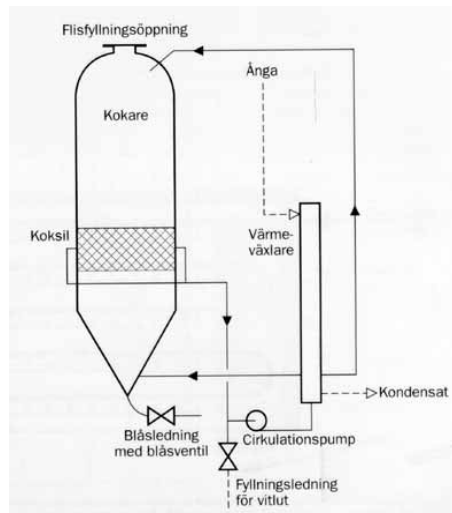 Flisfyllningsöppning
Kokare
Ånga
Koksil
Värme-
växlare
Kondensat
Blåsledning
med blåsventil
Cirkulationspump
Fyllningsledning
för vitlut